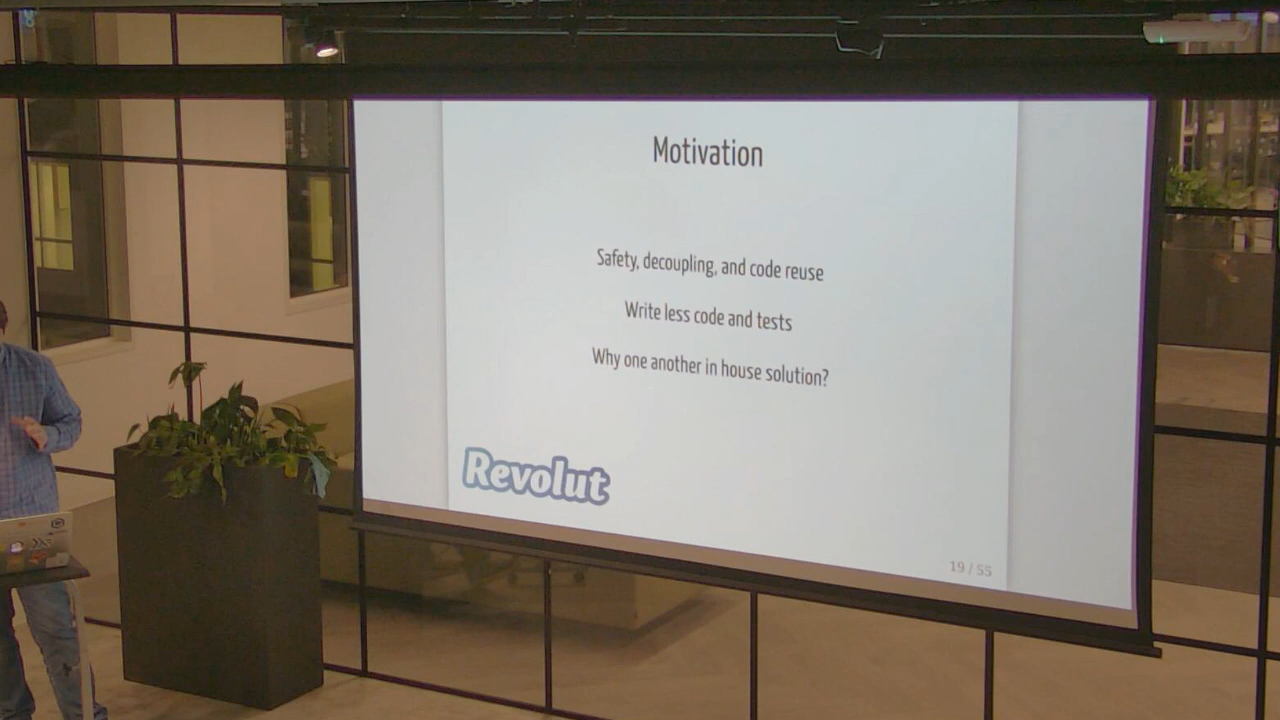 Motivation
Safety, decoupling, and code reuse
Write less code and tests
Why one another in house solution?
Revolut
19 / 55